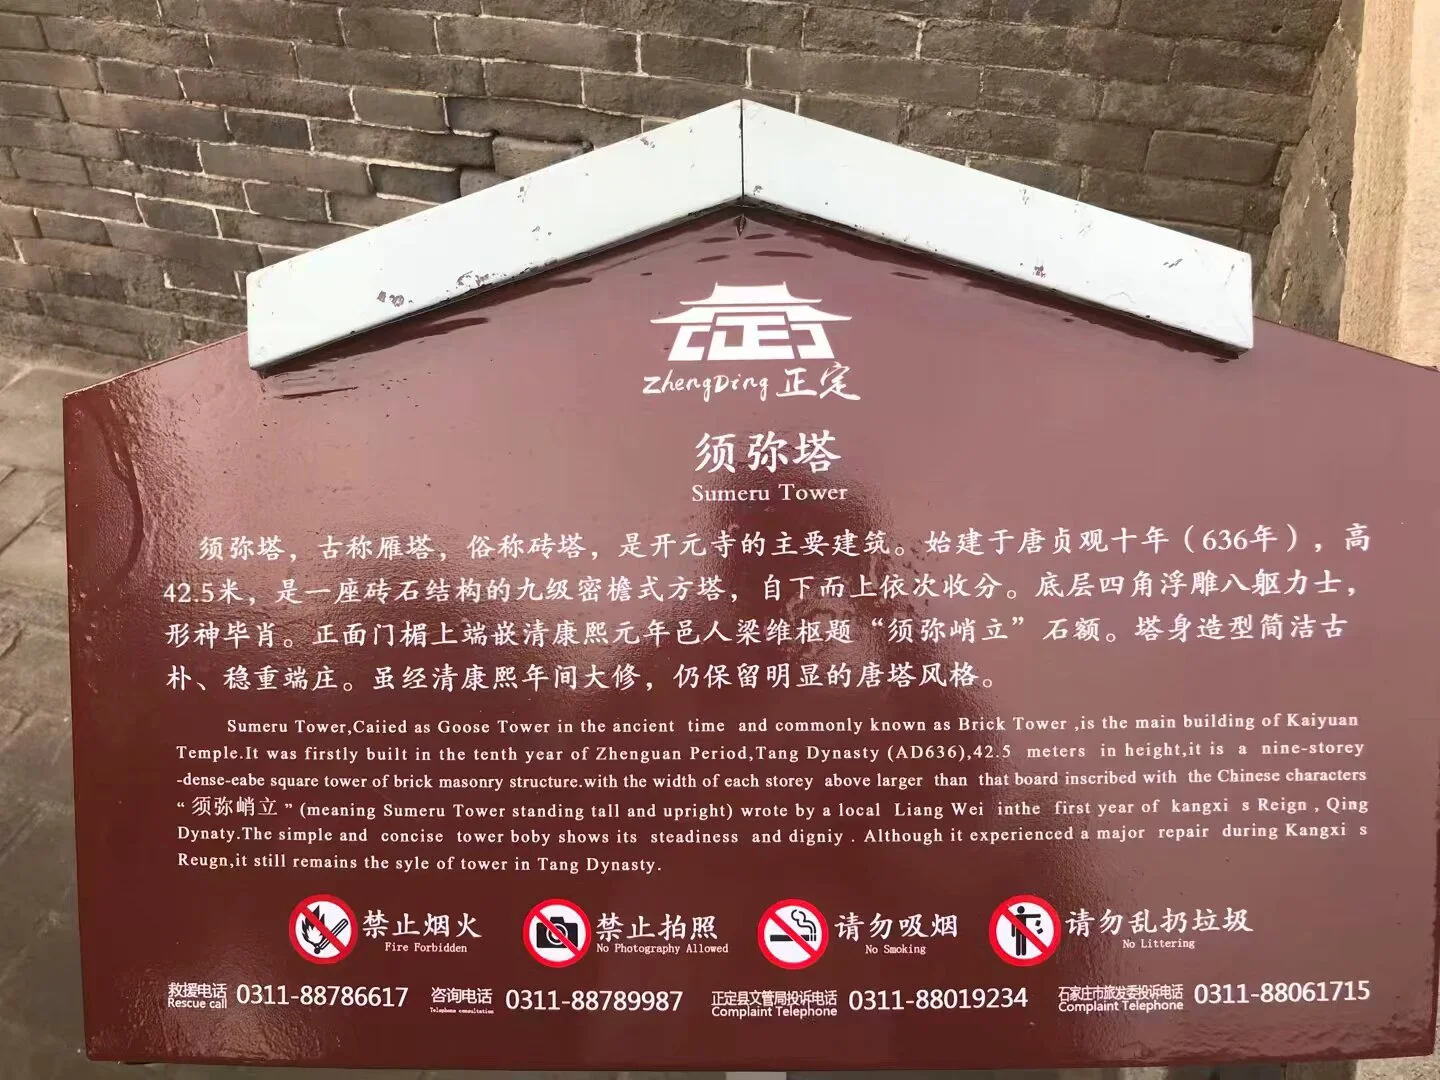 ZhengDing 正定
须弥塔
Sumeru Tower
须弥塔，古称雁塔，俗称砖塔，是开元寺的主要建筑。始建于唐贞观十年（636年），高
42.5米，是一座砖石结构的九级密檐式方塔，自下而上依次收分。底层四角浮雕八躯力士，
形神毕肖。正面门楣上端嵌清康熙元年邑人梁维枢题“须弥峭立”石额。塔身造型简洁古
朴、稳重端庄。虽经清康熙年间大修，仍保留明显的唐塔风格。
Sumeru Tower,Caiied as Goose Tower in the ancient time and commonly known as Brick Tower ,is the main building of Kaiyuan
Temple.It was firstly built in the tenth year of Zhenguan Period,Tang Dynasty (AD636),42.5 meters in height,it is a nine-storey
-dense-eabe square tower of brick masonry structure.with the width of each storey above larger than that board inscribed with the Chinese characters
“ 须弥峭立 ” (meaning Sumeru Tower standing tall and upright) wrote by a local Liang Wei inthe first year of kangxi s Reign , Qing
Dynaty.The simple and concise tower boby shows its steadiness and digniy . Although it experienced a major repair during Kangxi s
Reugn,it still remains the syle of tower in Tang Dynasty.
禁止烟火 禁止拍照 请勿吸烟 请勿乱扔垃圾
Fire Forbidden No Photography Allowed No Smoking No Littering
救援电话 0311-88786617 咨询电话 0311-88789987 正定县文管局投诉电话 0311-88019234 石家庄市旅发委投诉电话 0311-88061715
Rescue call Telephone consultation Complaint Telephone Complaint Telephone